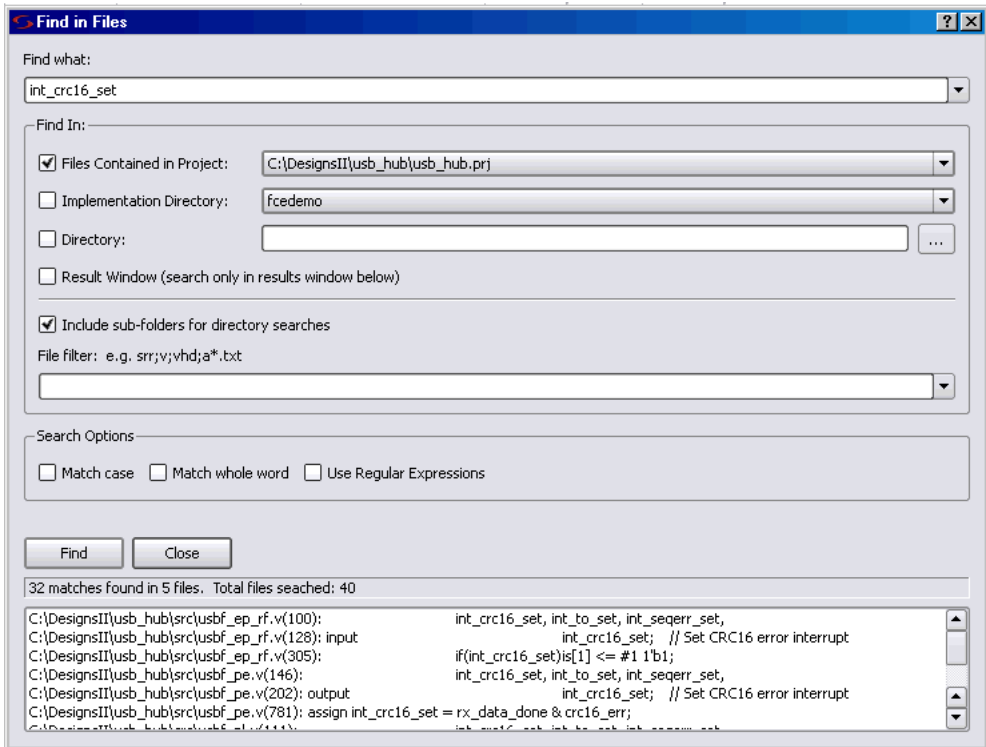 Find in Files
Find what:
int_crc16_set
Find In:
Files Contained in Project: C:\DesignsII\usb_hub\usb_hub.prj
Implementation Directory: fcedemo
Directory: ...
Result Window (search only in results window below)
Include sub-folders for directory searches
File filter: e.g. srr;v;vhd;a*.txt
Search Options
Match case Match whole word Use Regular Expressions
Find Close
32 matches found in 5 files. Total files seached: 40
C:\DesignsII\usb_hub\src\usbf_ep_rf.v(100): int_crc16_set, int_to_set, int_seqerr_set,
C:\DesignsII\usb_hub\src\usbf_ep_rf.v(128): input int_crc16_set; // Set CRC16 error interrupt
C:\DesignsII\usb_hub\src\usbf_ep_rf.v(305): if(int_crc16_set)is[1] <= #1 1'b1;
C:\DesignsII\usb_hub\src\usbf_pe.v(146): int_crc16_set, int_to_set, int_seqerr_set,
C:\DesignsII\usb_hub\src\usbf_pe.v(202): output int_crc16_set; // Set CRC16 error interrupt
C:\DesignsII\usb_hub\src\usbf_pe.v(781): assign int_crc16_set = rx_data_done & crc16_err;